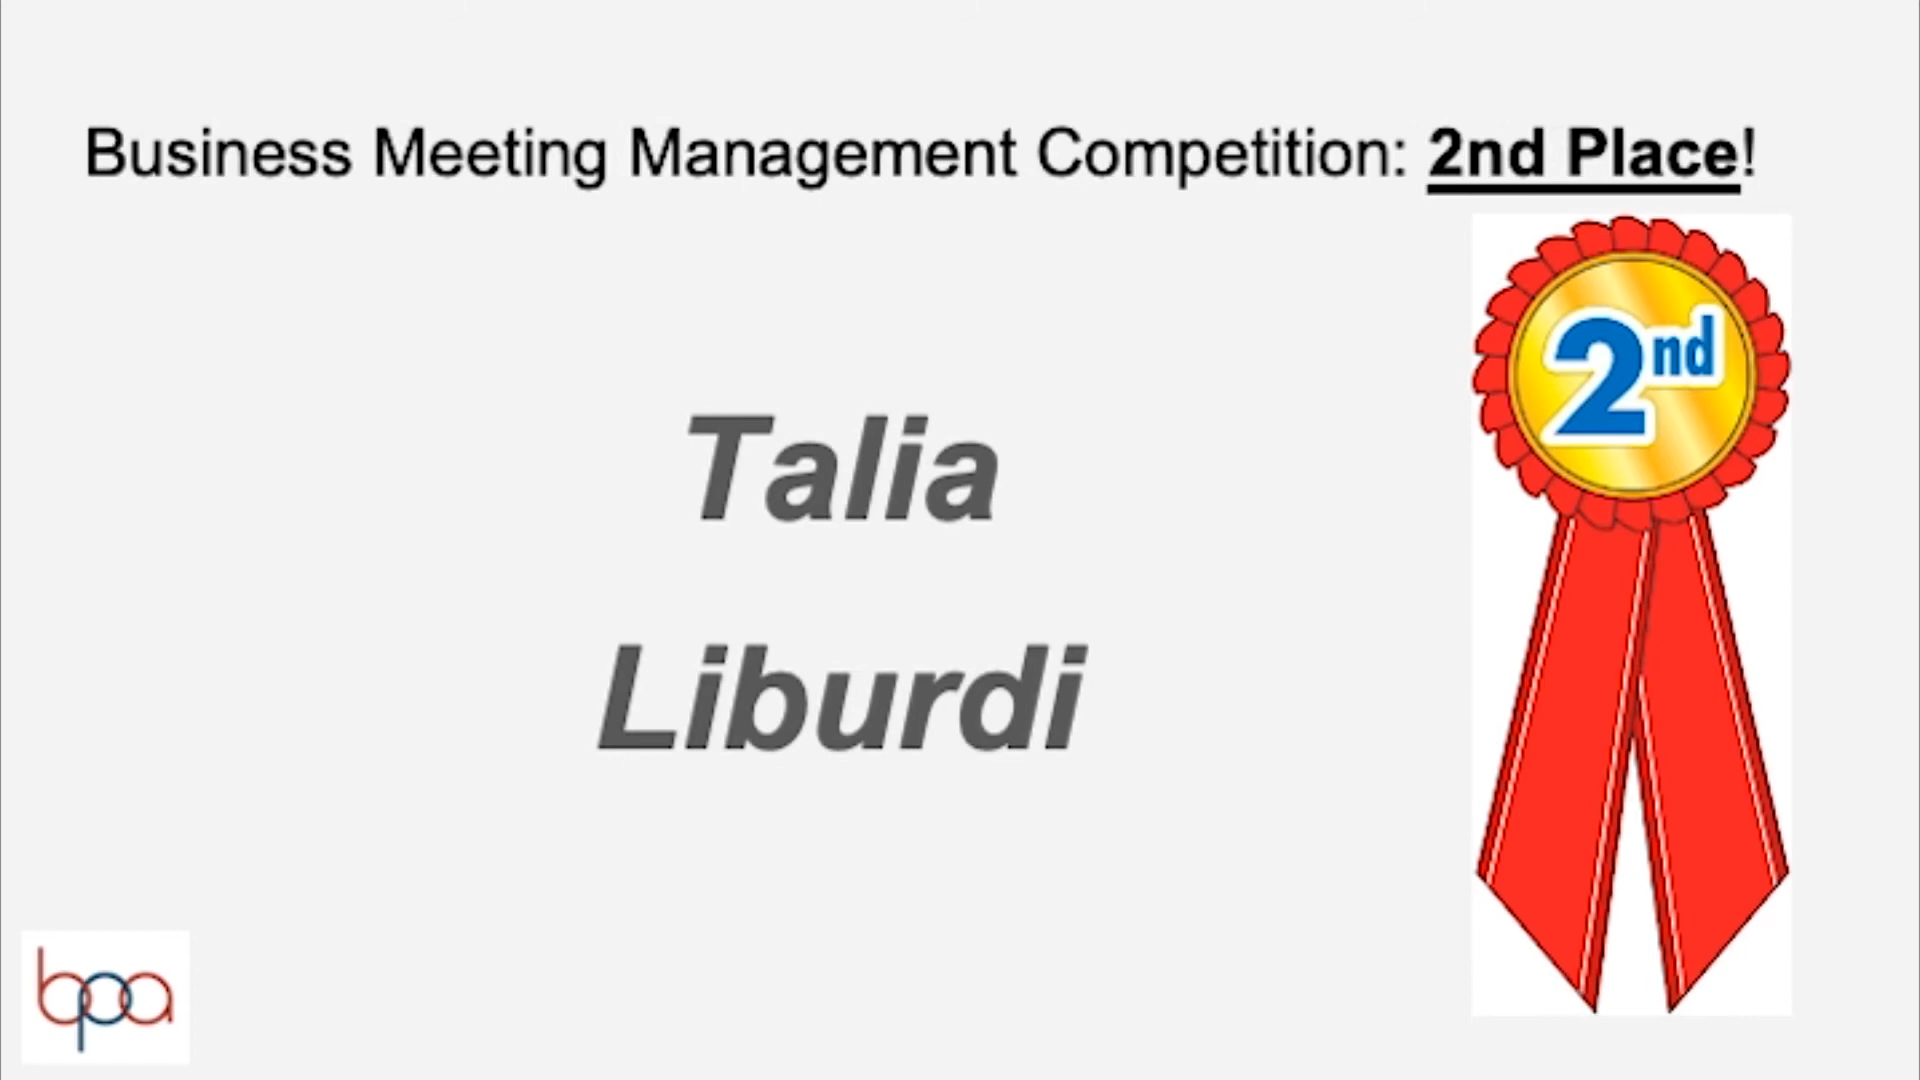 Business Meeting Management Competition: 2nd Place!
2nd
Talia
Liburdi
bpa